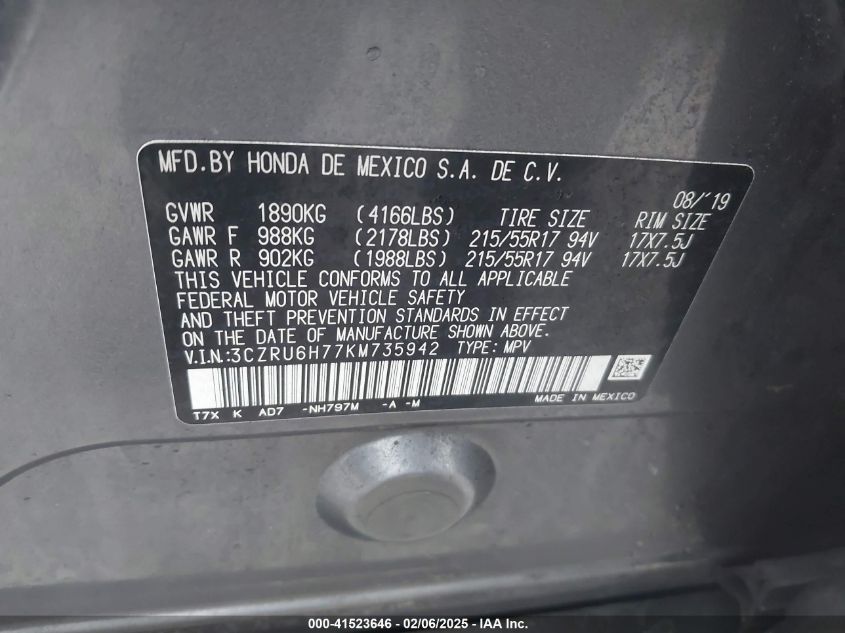 MFD.BY HONDA DE MEXICO S.A. DE C.V.
08/'19
GVWR 1890KG (4166LBS) TIRE SIZE RIM SIZE
GAWR F 988KG (2178LBS) 215/55R17 94V 17X7.5J
GAWR R 902KG (1988LBS) 215/55R17 94V 17X7.5J
THIS VEHICLE CONFORMS TO ALL APPLICABLE
FEDERAL MOTOR VEHICLE SAFETY
AND THEFT PREVENTION STANDARDS IN EFFECT
ON THE DATE OF MANUFACTURE SHOWN ABOVE.
V.I.N.:3CZRU6H77KM735942 TYPE: MPV
T7X K AD7 -NH797M -A -M MADE IN MEXICO
000-41523646 - 02/06/2025 - IAA Inc.